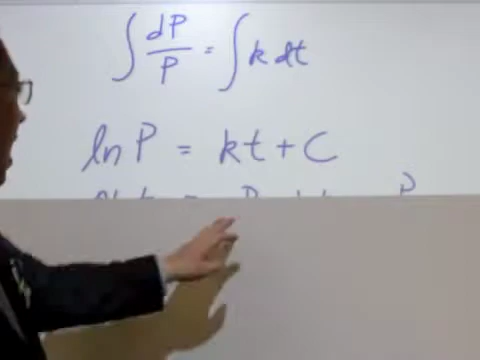 ∫ dP/P = ∫ k dt
ln P = kt + C